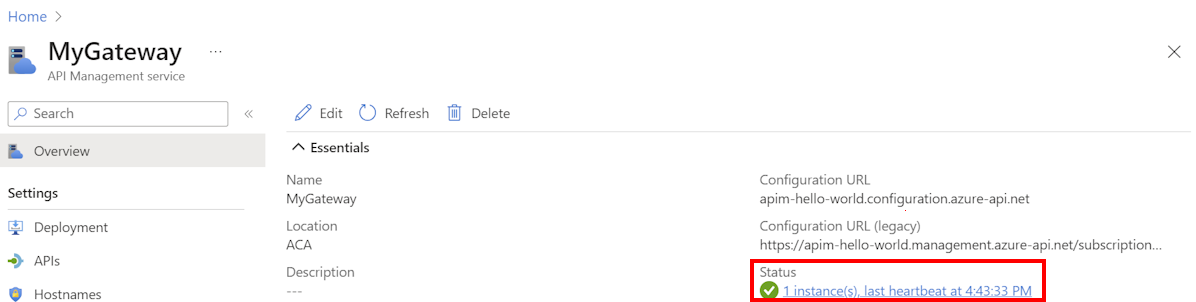 Home
MyGateway ...
API Management service
Search
Edit Refresh Delete
Overview
Essentials
Settings
Name
MyGateway
Configuration URL
apim-hello-world.configuration.azure-api.net
Deployment
Location
ACA
Configuration URL (legacy)
https://apim-hello-world.management.azure-api.net/subscription...
APIs
Hostnames
Description
---
Status
1 instance(s), last heartbeat at 4:43:33 PM